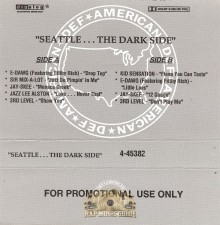 "SEATTLE . . . THE DARK SIDE"
DEF AMERICAN
SIDE A
E-DAWG (Featuring Filthy Rich) - "Drop Top"
SIR MIX-A-LOT - "Just Da Pimpin' In Me"
JAY-SKEE - "Menace Crook"
JAZZ LEE ALSTON - "Love . . . Never That"
3RD LEVEL -
SIDE B
KID SENSATION - "Flava You Can Taste"
E-DAWG (Featuring Filthy Rich) -
"Little Locs"
JAY-SKEE - "12 Gauge"
3RD LEVEL - "Don't Play Me"
"SEATTLE . . . THE DARK SIDE"
4-45382
FOR PROMOTIONAL USE ONLY